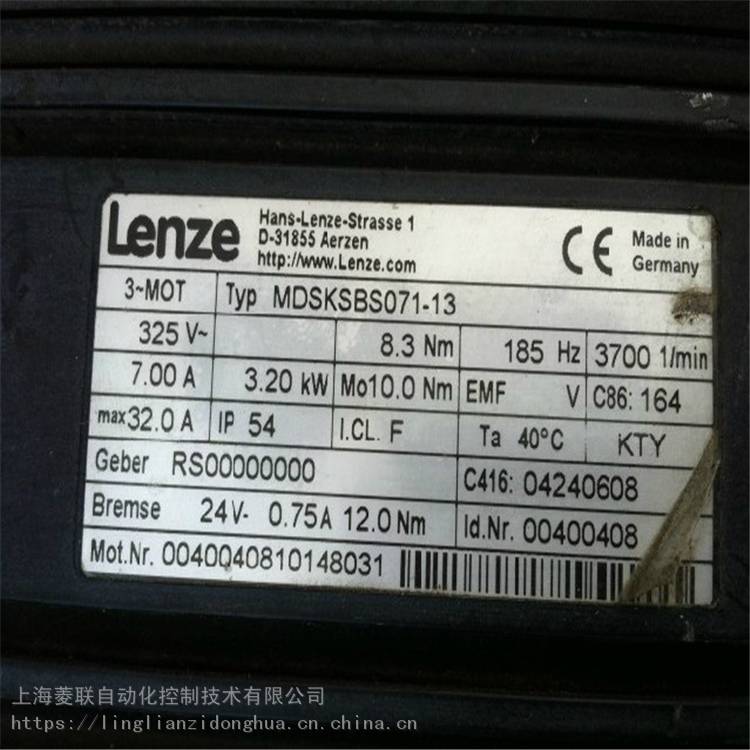 Lenze
Hans-Lenze-Strasse 1
D-31855 Aerzen
http://www.Lenze.com
CE
Made in
Germany
3~MOT Typ MDSKSBS071-13
325 V~ 8.3 Nm 185 Hz 3700 1/min
7.00 A 3.20 kW Mo10.0 Nm EMF V C86: 164
max32.0 A IP 54 I.CL. F Ta 40°C KTY
Geber RS00000000 C416: 04240608
Bremse 24V- 0.75A 12.0Nm Id.Nr. 00400408
Mot.Nr. 0040040810148031
上海菱联自动化控制技术有限公司
https://linglianzidonghua.cn.china.cn